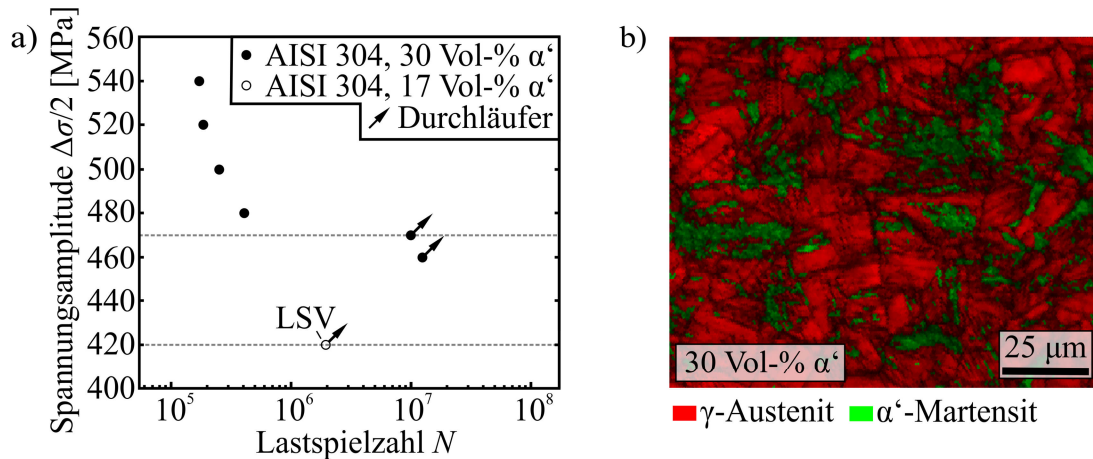 a)
Spannungsamplitude Δσ/2 [MPa]
560
540
520
500
480
460
440
420
400
AISI 304, 30 Vol-% α‘
AISI 304, 17 Vol-% α‘
Durchläufer
LSV
10⁵
10⁶
10⁷
10⁸
Lastspielzahl N
b)
30 Vol-% α‘
25 µm
γ-Austenit
α‘-Martensit